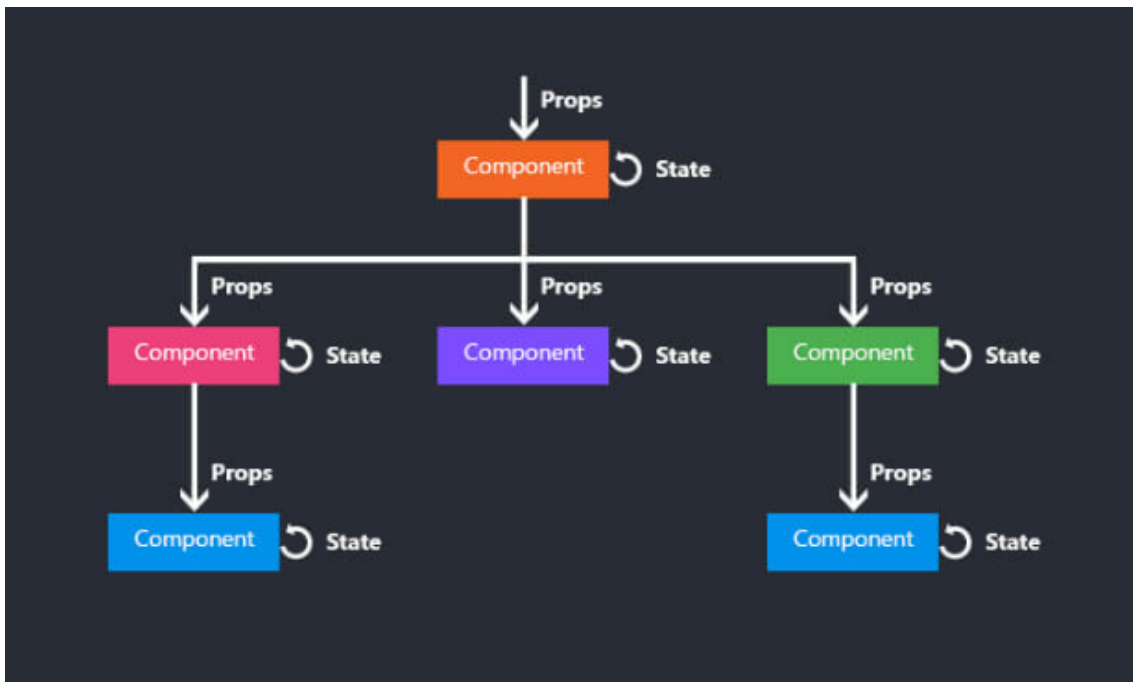 Props
Component State
Props Props Props
Component State Component State Component State
Props Props
Component State Component State